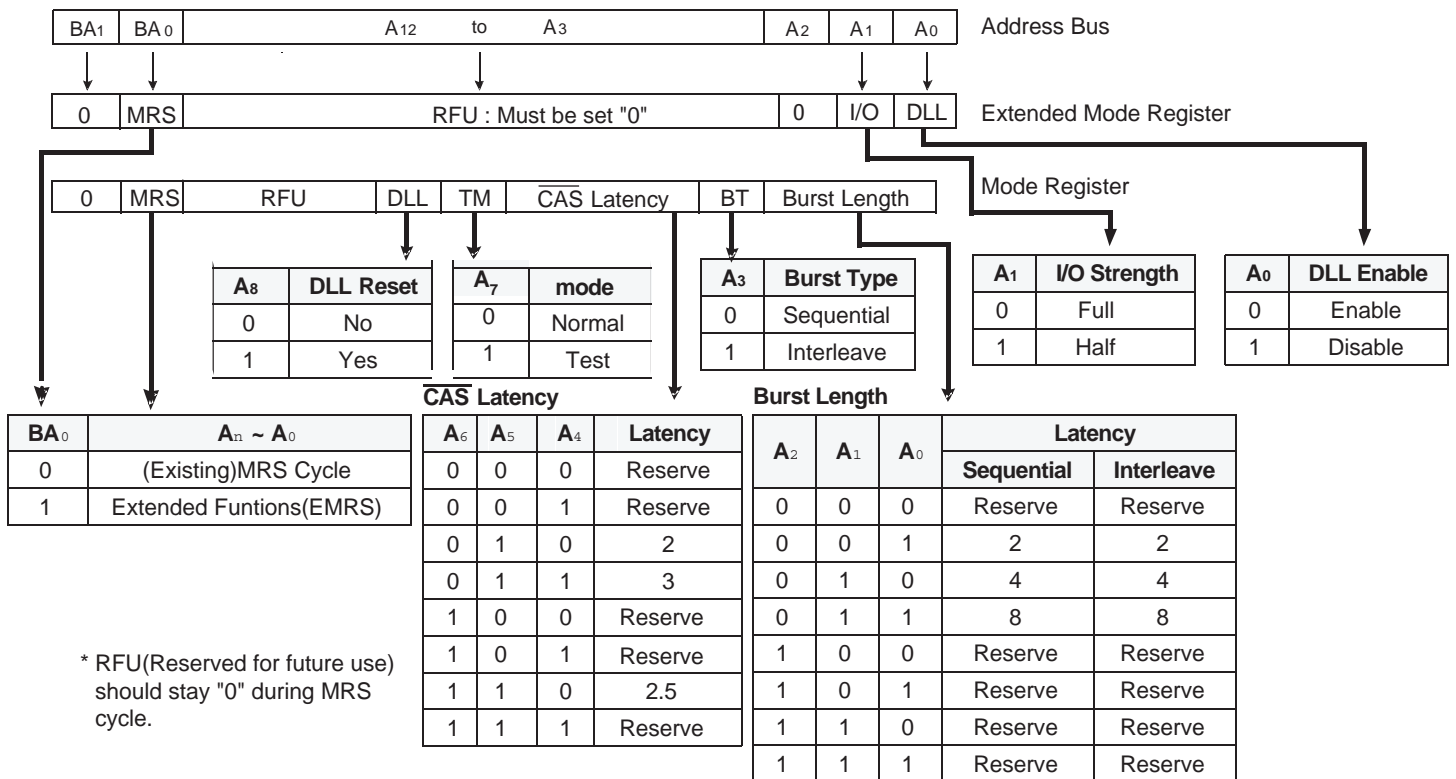 BA1 BA0 A12 to A3 A2 A1 A0 Address Bus
0 MRS RFU : Must be set "0" 0 I/O DLL Extended Mode Register
Mode Register
0 MRS RFU DLL TM CAS Latency BT Burst Length
A8 DLL Reset
0 No
1 Yes
A7 mode
0 Normal
1 Test
A3 Burst Type
0 Sequential
1 Interleave
A1 I/O Strength
0 Full
1 Half
A0 DLL Enable
0 Enable
1 Disable
BA0 An ~ A0
0 (Existing)MRS Cycle
1 Extended Funtions(EMRS)
* RFU(Reserved for future use)
should stay "0" during MRS
cycle.
CAS Latency
A6 A5 A4 Latency
0 0 0 Reserve
0 0 1 Reserve
0 1 0 2
0 1 1 3
1 0 0 Reserve
1 0 1 Reserve
1 1 0 2.5
1 1 1 Reserve
Burst Length
A2 A1 A0 Latency
Sequential Interleave
0 0 0 Reserve Reserve
0 0 1 2 2
0 1 0 4 4
0 1 1 8 8
1 0 0 Reserve Reserve
1 0 1 Reserve Reserve
1 1 0 Reserve Reserve
1 1 1 Reserve Reserve